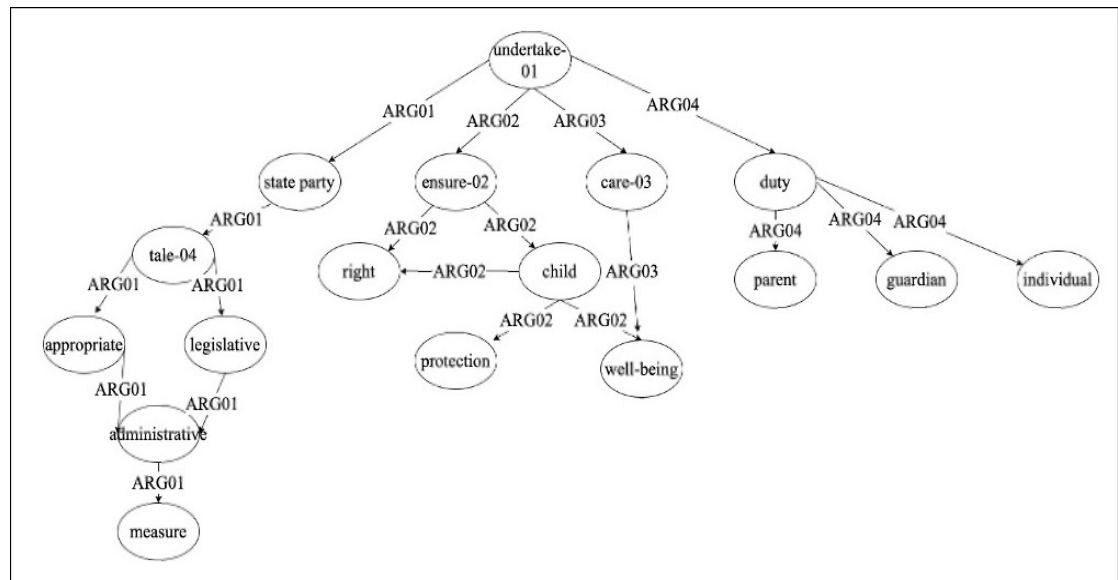 undertake-
01
ARG01
ARG02
ARG03
ARG04
state party
ensure-02
care-03
duty
ARG01
ARG02
ARG02
ARG04
ARG04
ARG04
tale-04
right
ARG02
child
ARG03
parent
guardian
individual
ARG01
ARG01
ARG02
ARG02
appropriate
legislative
protection
well-being
ARG01
ARG01
administrative
ARG01
measure